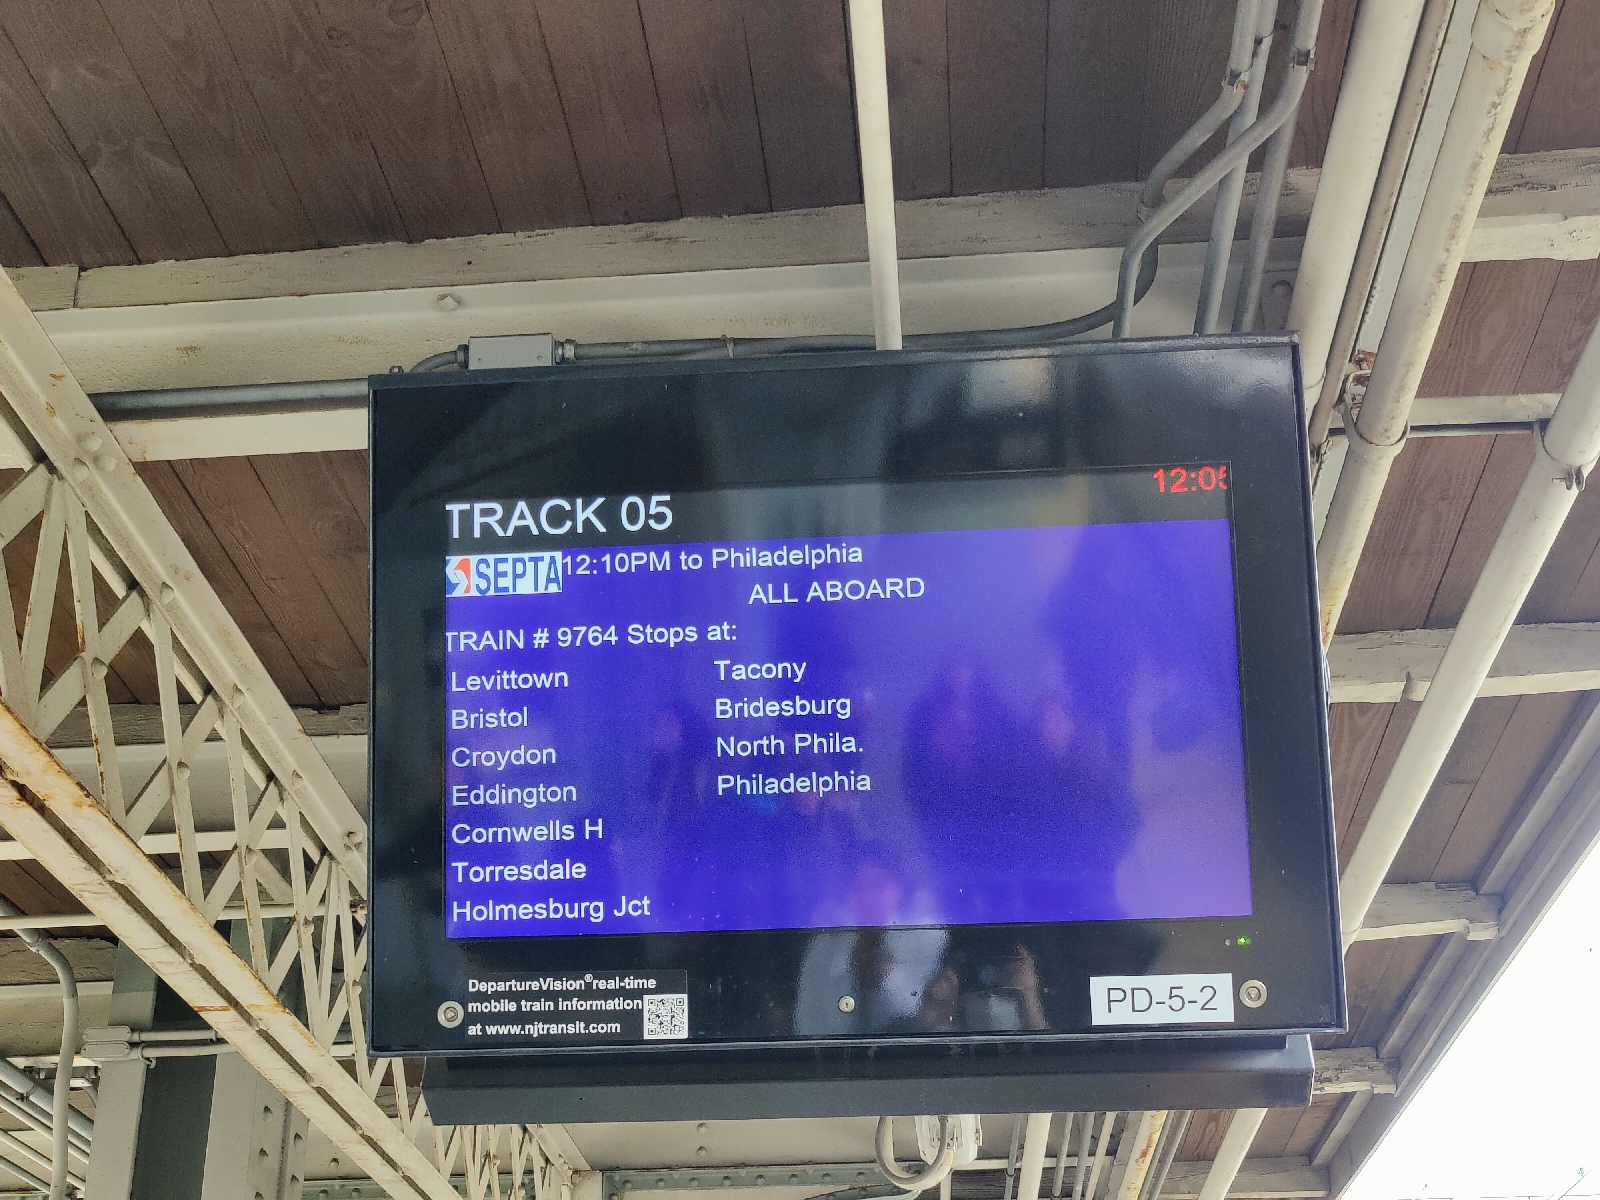 12:05
TRACK 05
SEPTA 12:10PM to Philadelphia
ALL ABOARD
TRAIN # 9764 Stops at:
Levittown
Bristol
Croydon
Eddington
Cornwells H
Torresdale
Holmesburg Jct
Tacony
Bridesburg
North Phila.
Philadelphia
DepartureVision® real-time
mobile train information
at www.njtransit.com
PD-5-2